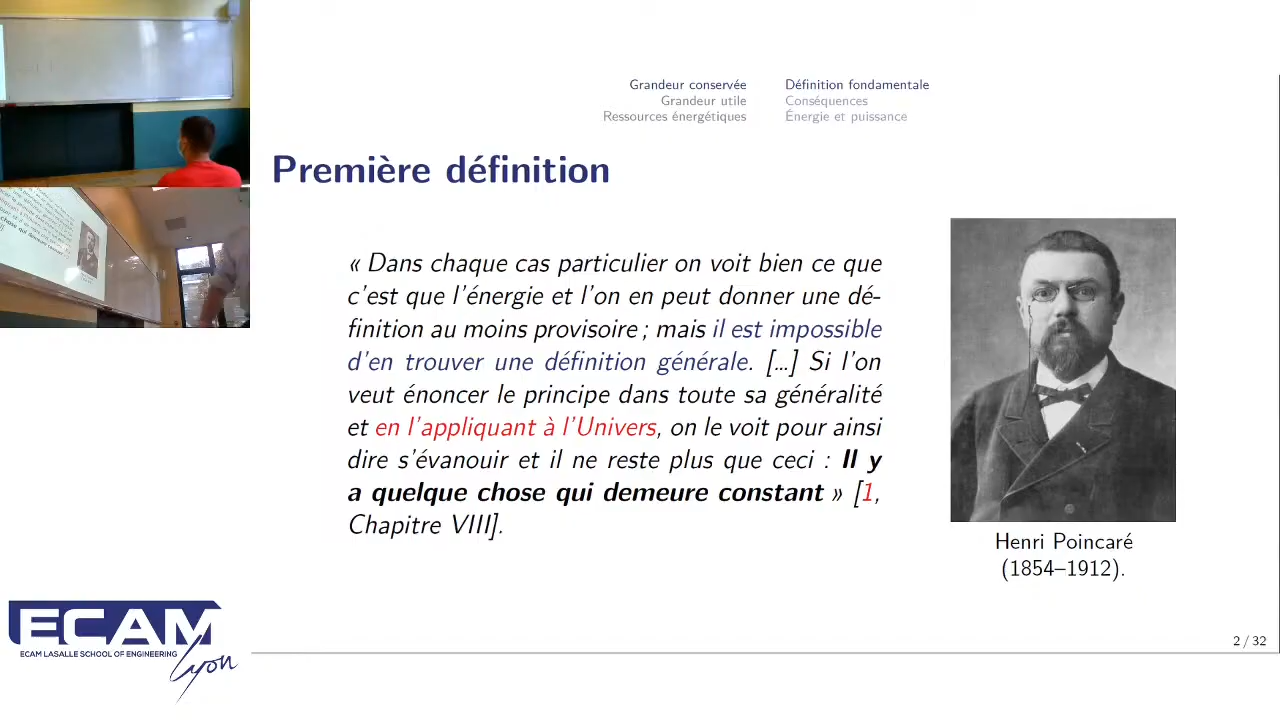 Grandeur conservée
Grandeur utile
Ressources énergétiques
Définition fondamentale
Conséquences
Énergie et puissance
Première définition
« Dans chaque cas particulier on voit bien ce que
c'est que l'énergie et l'on en peut donner une dé-
finition au moins provisoire ; mais il est impossible
d'en trouver une définition générale. [...] Si l'on
veut énoncer le principe dans toute sa généralité
et en l'appliquant à l'Univers, on le voit pour ainsi
dire s'évanouir et il ne reste plus que ceci : Il y
a quelque chose qui demeure constant » [1,
Chapitre VIII].
Henri Poincaré
(1854–1912).
ECAM
ECAM LASALLE SCHOOL OF ENGINEERING
Lyon
2 / 32